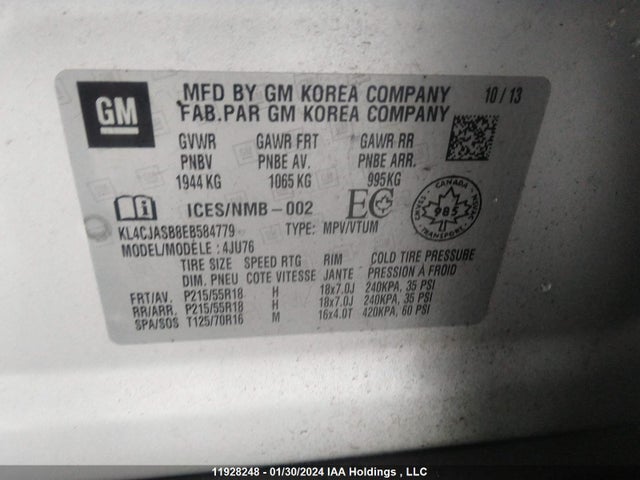 GM
MFD BY GM KOREA COMPANY 10/13
FAB.PAR GM KOREA COMPANY
GVWR GAWR FRT GAWR RR
PNBV PNBE AV. PNBE ARR.
1944 KG 1065 KG 995KG
ICES/NMB-002 EC
CANADA
985
TRANSPORT
KL4CJASB8EB584779 TYPE: MPV/VTUM
MODEL/MODELE : 4JU76
TIRE SIZE SPEED RTG RIM COLD TIRE PRESSURE
DIM. PNEU COTE VITESSE JANTE PRESSION A FROID
FRT/AV. P215/55R18 H 18x7.0J 240KPA, 35 PSI
RR/ARR. P215/55R18 H 18x7.0J 240KPA, 35 PSI
SPA/SOS T125/70R16 M 16x4.0T 420KPA, 60 PSI
11928248 - 01/30/2024 IAA Holdings , LLC